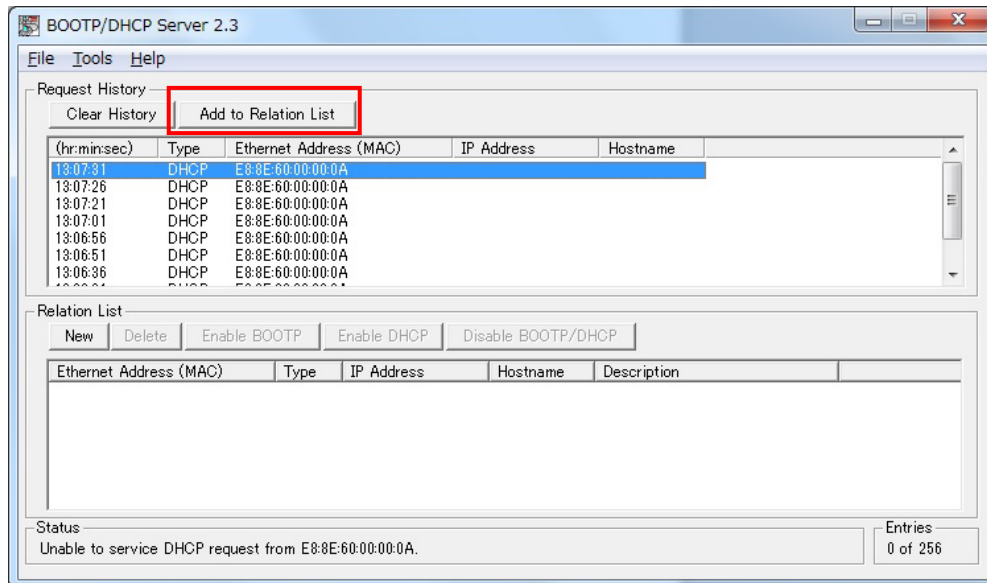 BOOTP/DHCP Server 2.3
File Tools Help
Request History
Clear History Add to Relation List
(hr:min:sec) Type Ethernet Address (MAC) IP Address Hostname
13:07:31 DHCP E8:8E:60:00:00:0A
13:07:26 DHCP E8:8E:60:00:00:0A
13:07:21 DHCP E8:8E:60:00:00:0A
13:07:01 DHCP E8:8E:60:00:00:0A
13:06:56 DHCP E8:8E:60:00:00:0A
13:06:51 DHCP E8:8E:60:00:00:0A
13:06:36 DHCP E8:8E:60:00:00:0A
Relation List
New Delete Enable BOOTP Enable DHCP Disable BOOTP/DHCP
Ethernet Address (MAC) Type IP Address Hostname Description
Status
Unable to service DHCP request from E8:8E:60:00:00:0A.
Entries
0 of 256